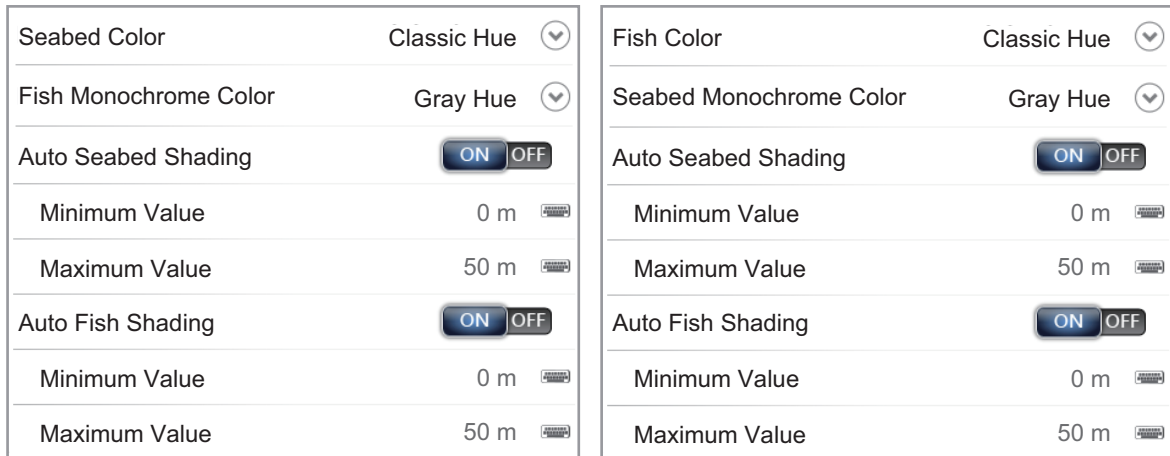 Seabed Color Classic Hue
Fish Monochrome Color Gray Hue
Auto Seabed Shading ON OFF
Minimum Value 0 m
Maximum Value 50 m
Auto Fish Shading ON OFF
Minimum Value 0 m
Maximum Value 50 m
Fish Color Classic Hue
Seabed Monochrome Color Gray Hue
Auto Seabed Shading ON OFF
Minimum Value 0 m
Maximum Value 50 m
Auto Fish Shading ON OFF
Minimum Value 0 m
Maximum Value 50 m